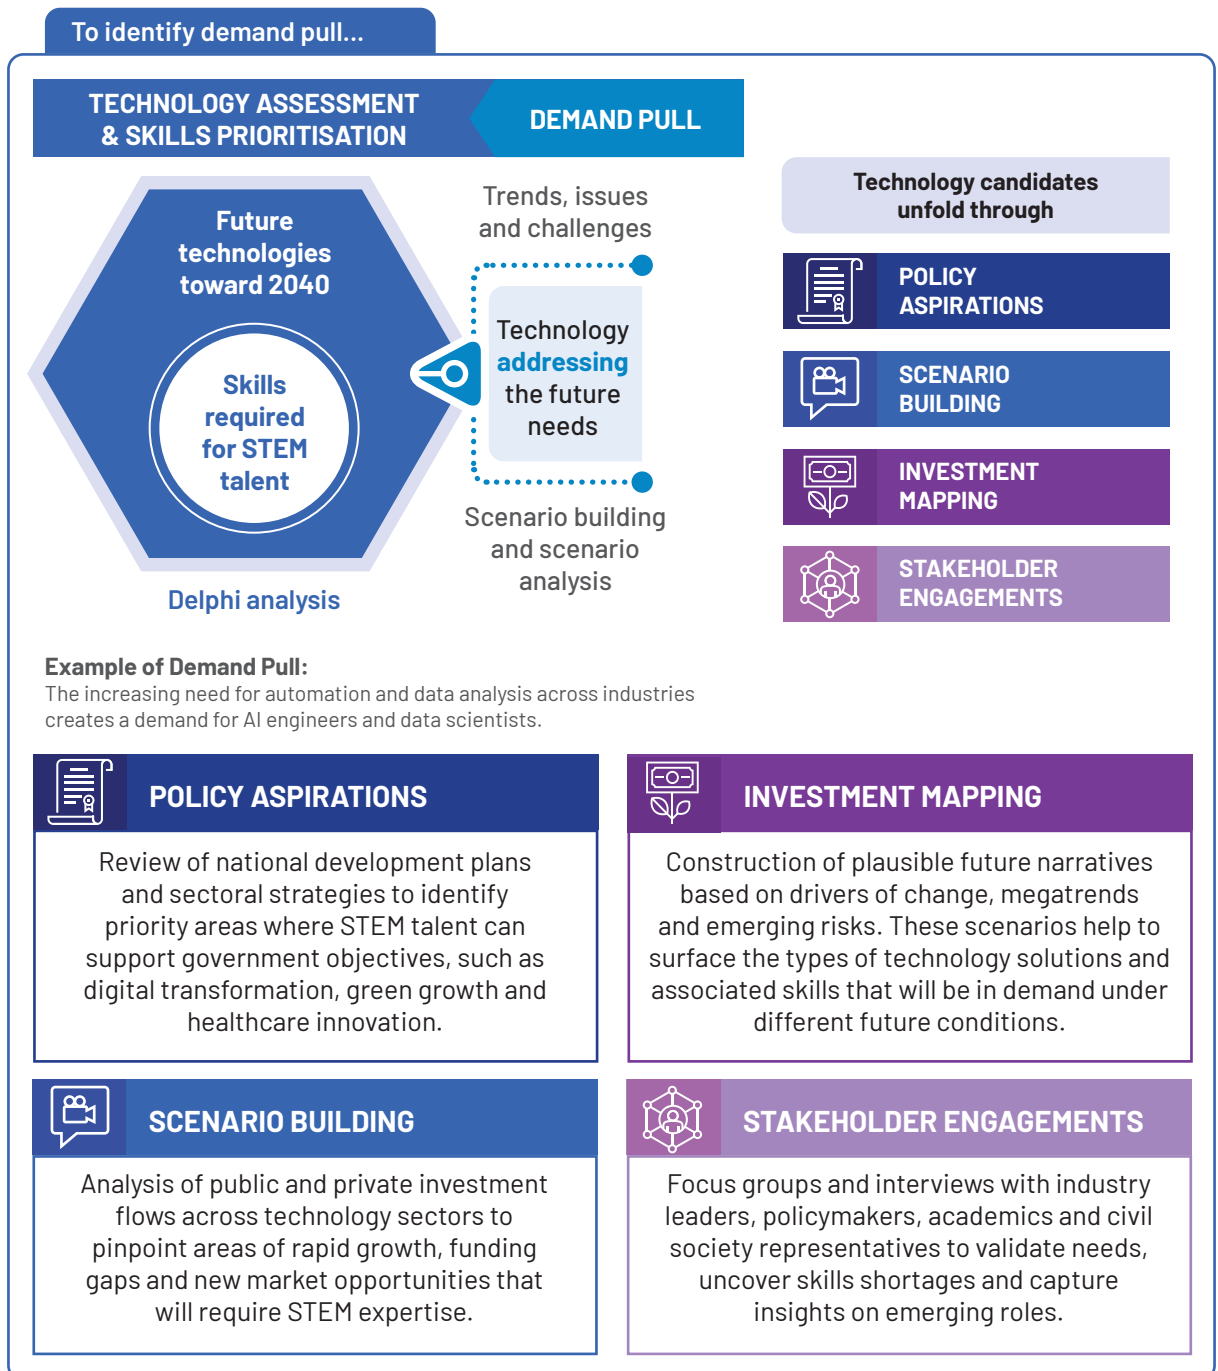 To identify demand pull...
TECHNOLOGY ASSESSMENT
& SKILLS PRIORITISATION
DEMAND PULL
Future
technologies
toward 2040
Skills
required
for STEM
talent
Delphi analysis
Trends, issues
and challenges
Technology
addressing
the future
needs
Scenario building
and scenario
analysis
Technology candidates
unfold through
POLICY
ASPIRATIONS
SCENARIO
BUILDING
INVESTMENT
MAPPING
STAKEHOLDER
ENGAGEMENTS
Example of Demand Pull:
The increasing need for automation and data analysis across industries
creates a demand for AI engineers and data scientists.
POLICY ASPIRATIONS
Review of national development plans
and sectoral strategies to identify
priority areas where STEM talent can
support government objectives, such as
digital transformation, green growth and
healthcare innovation.
INVESTMENT MAPPING
Construction of plausible future narratives
based on drivers of change, megatrends
and emerging risks. These scenarios help to
surface the types of technology solutions and
associated skills that will be in demand under
different future conditions.
SCENARIO BUILDING
Analysis of public and private investment
flows across technology sectors to
pinpoint areas of rapid growth, funding
gaps and new market opportunities that
will require STEM expertise.
STAKEHOLDER ENGAGEMENTS
Focus groups and interviews with industry
leaders, policymakers, academics and civil
society representatives to validate needs,
uncover skills shortages and capture
insights on emerging roles.